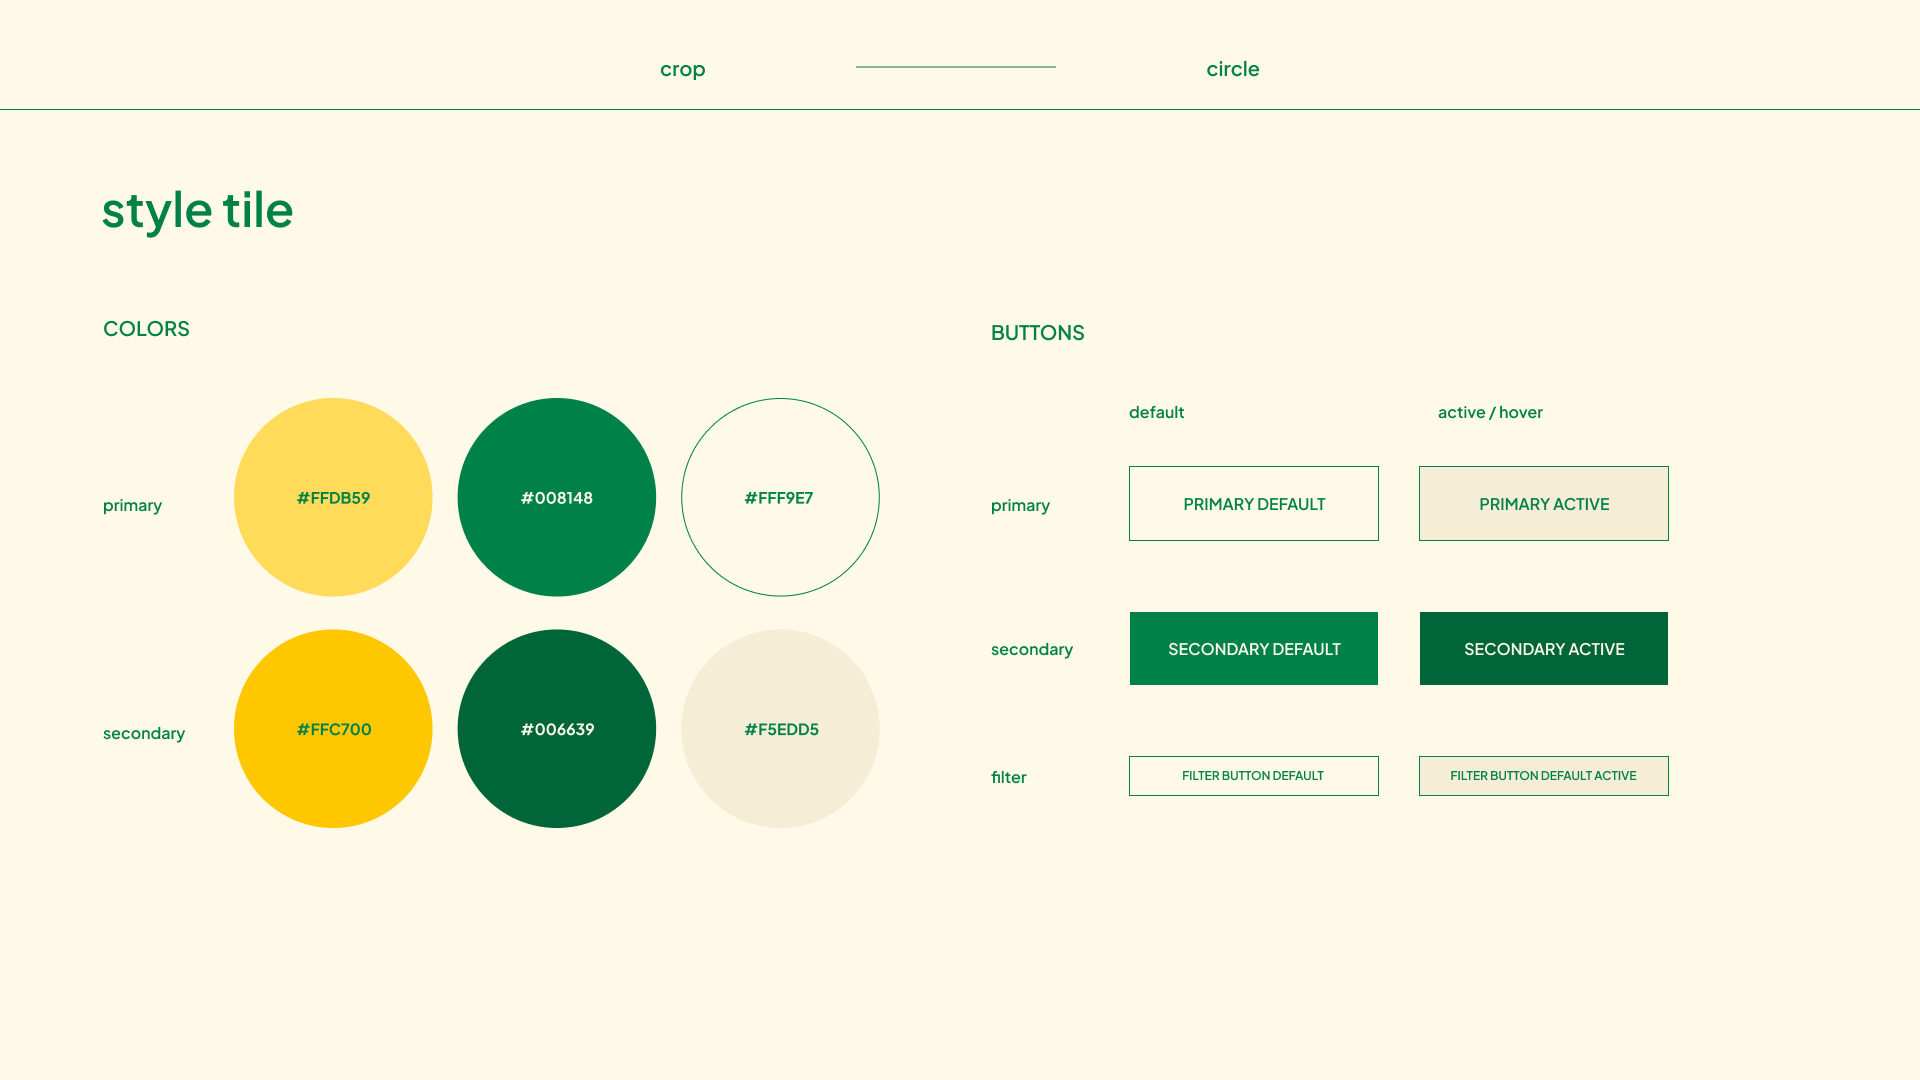 crop circle
style tile
COLORS
primary
#FFDB59 #008148 #FFF9E7
secondary
#FFC700 #006639 #F5EDD5
BUTTONS
default active / hover
primary PRIMARY DEFAULT PRIMARY ACTIVE
secondary SECONDARY DEFAULT SECONDARY ACTIVE
filter FILTER BUTTON DEFAULT FILTER BUTTON DEFAULT ACTIVE